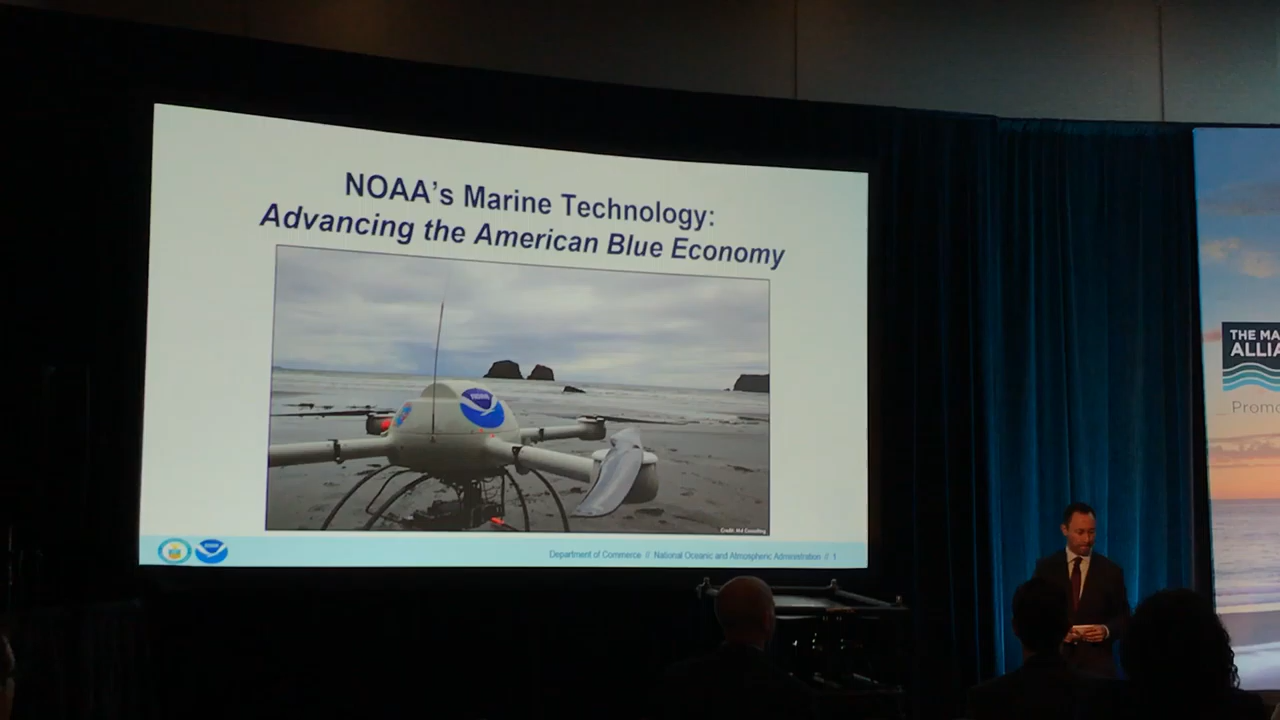 NOAA's Marine Technology:
Advancing the American Blue Economy
NOAA
Department of Commerce // National Oceanic and Atmospheric Administration // 1
NOAA
THE MA
ALLIA
Promo